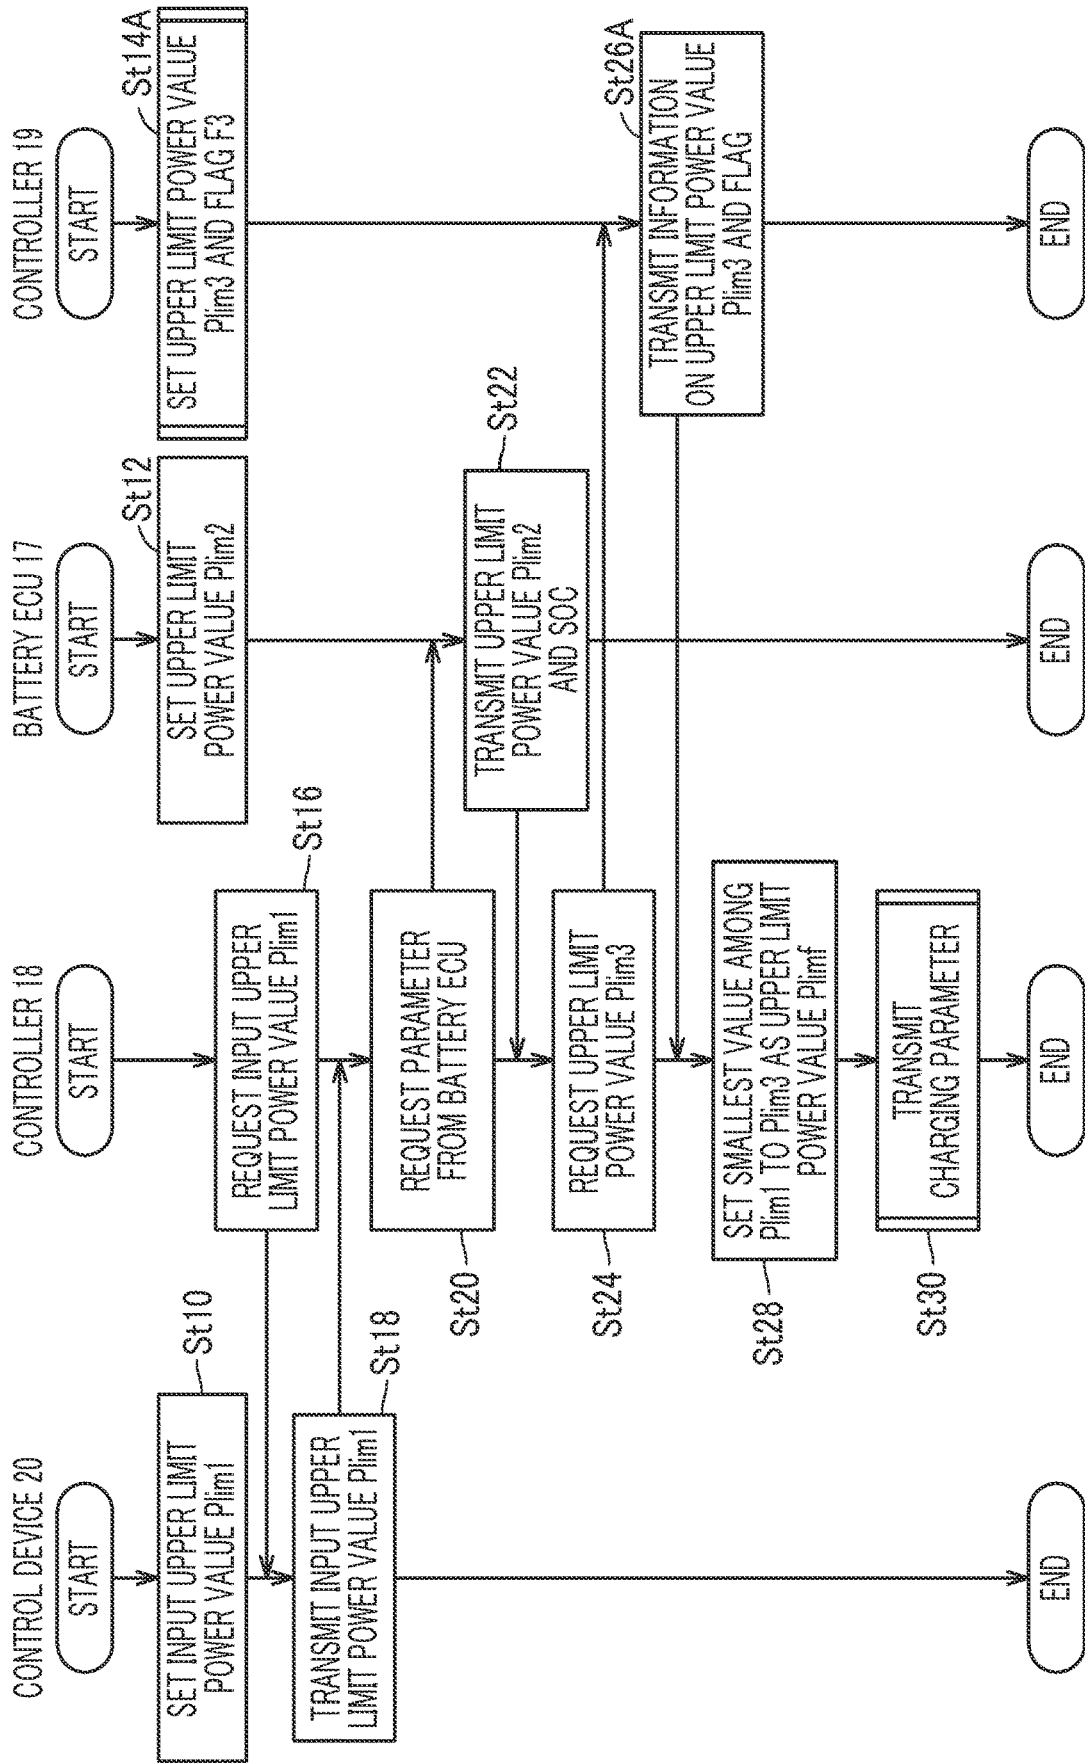 CONTROL DEVICE 20
START
SET INPUT UPPER LIMIT
POWER VALUE Plim1
St10
TRANSMIT INPUT UPPER
LIMIT POWER VALUE Plim1
St18
END
CONTROLLER 18
START
REQUEST INPUT UPPER
LIMIT POWER VALUE Plim1
St16
REQUEST PARAMETER
FROM BATTERY ECU
St20
REQUEST UPPER LIMIT
POWER VALUE Plim3
St24
SET SMALLEST VALUE AMONG
Plim1 TO Plim3 AS UPPER LIMIT
POWER VALUE Plimf
St28
TRANSMIT
CHARGING PARAMETER
St30
END
BATTERY ECU 17
START
SET UPPER LIMIT
POWER VALUE Plim2
St12
TRANSMIT UPPER LIMIT
POWER VALUE Plim2
AND SOC
St22
END
CONTROLLER 19
START
SET UPPER LIMIT POWER VALUE
Plim3 AND FLAG F3
St14A
TRANSMIT INFORMATION
ON UPPER LIMIT POWER VALUE
Plim3 AND FLAG
St26A
END